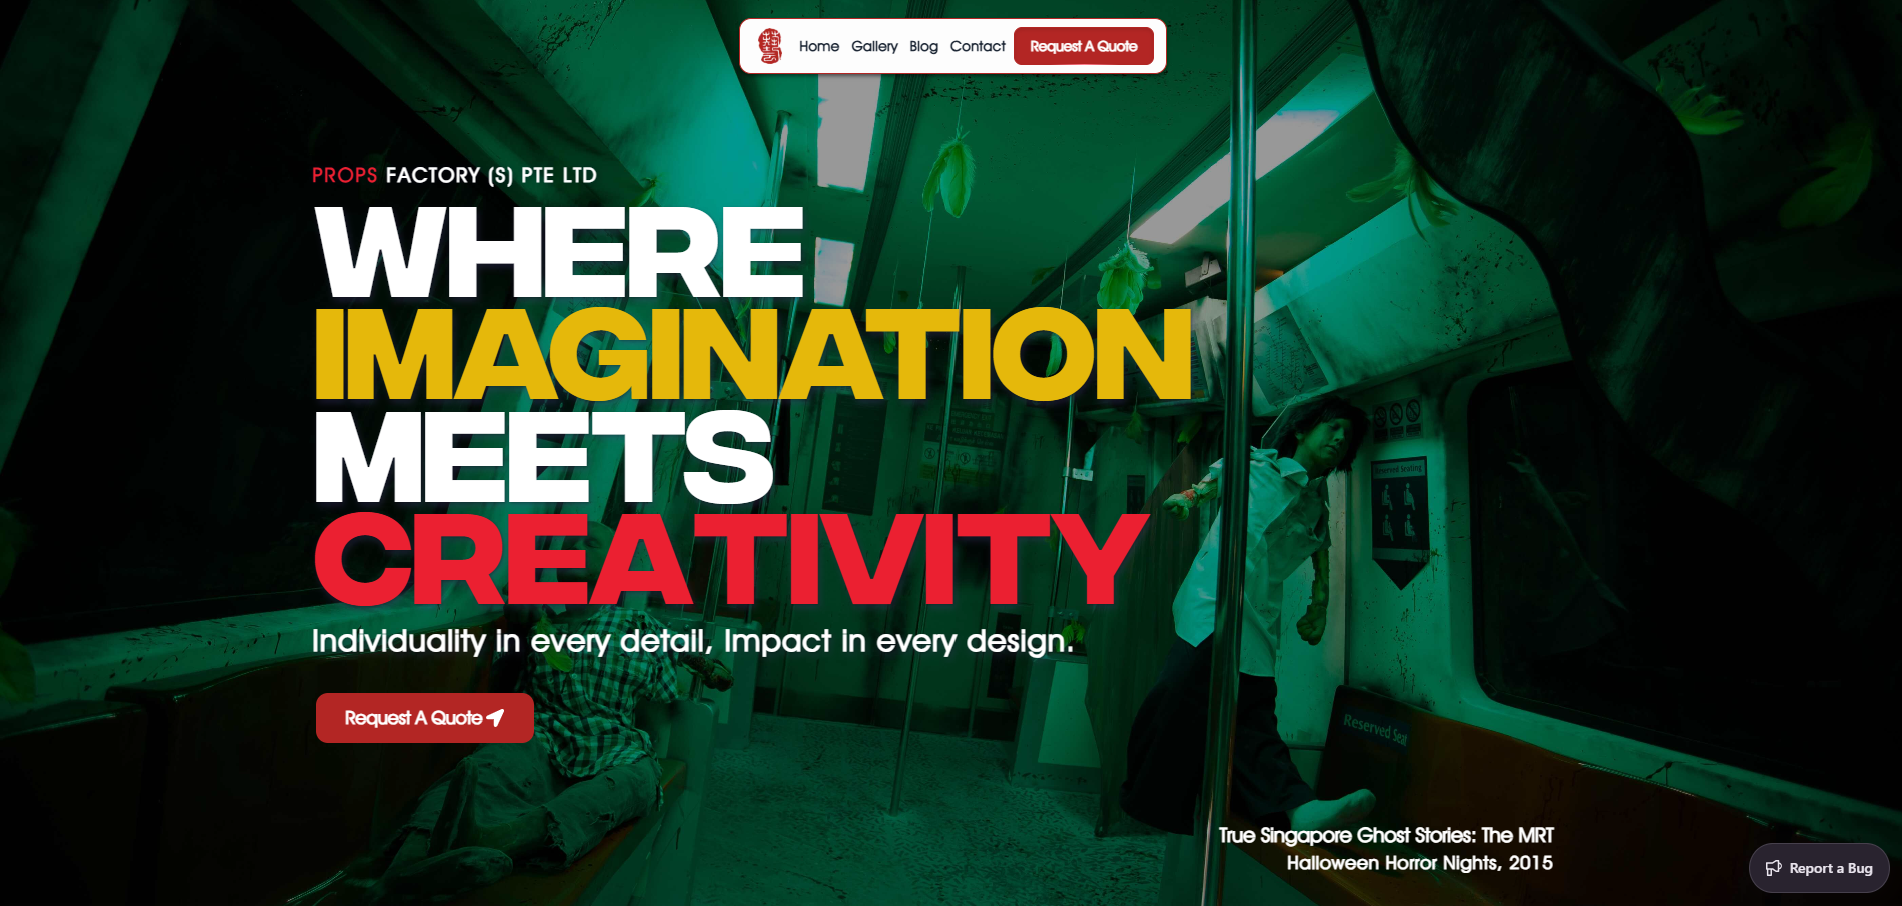 Home Gallery Blog Contact Request A Quote
PROPS FACTORY (S) PTE LTD
WHERE
IMAGINATION
MEETS
CREATIVITY
Individuality in every detail, Impact in every design.
Request A Quote
Reserved Seating
Reserved Seat
True Singapore Ghost Stories: The MRT
Halloween Horror Nights, 2015
Report a Bug